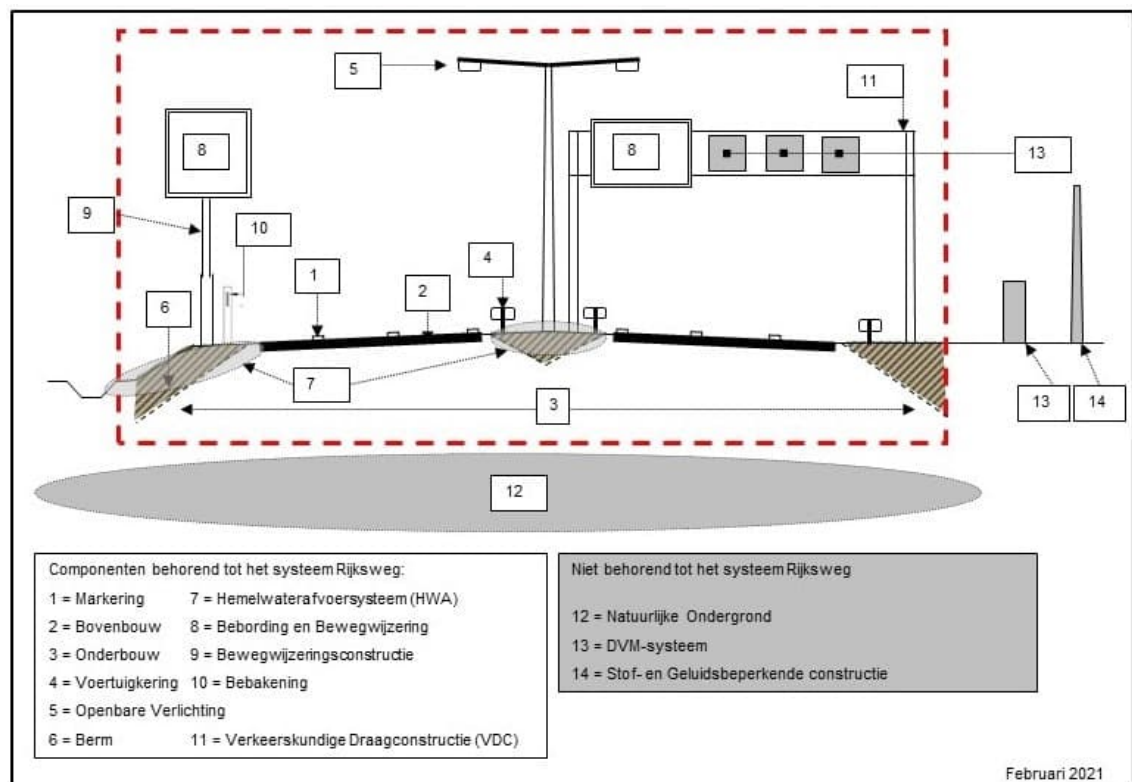 5
11
8
8
13
9
10
4
1
2
6
7
3
13
14
12
Componenten behorend tot het systeem Rijksweg:
1 = Markering 7 = Hemelwaterafvoersysteem (HWA)
2 = Bovenbouw 8 = Bebording en Bewegwijzering
3 = Onderbouw 9 = Bewegwijzeringsconstructie
4 = Voertuigkering 10 = Bebakening
5 = Openbare Verlichting
6 = Berm 11 = Verkeerskundige Draagconstructie (VDC)
Niet behorend tot het systeem Rijksweg
12 = Natuurlijke Ondergrond
13 = DVM-systeem
14 = Stof- en Geluidsbeperkende constructie
Februari 2021